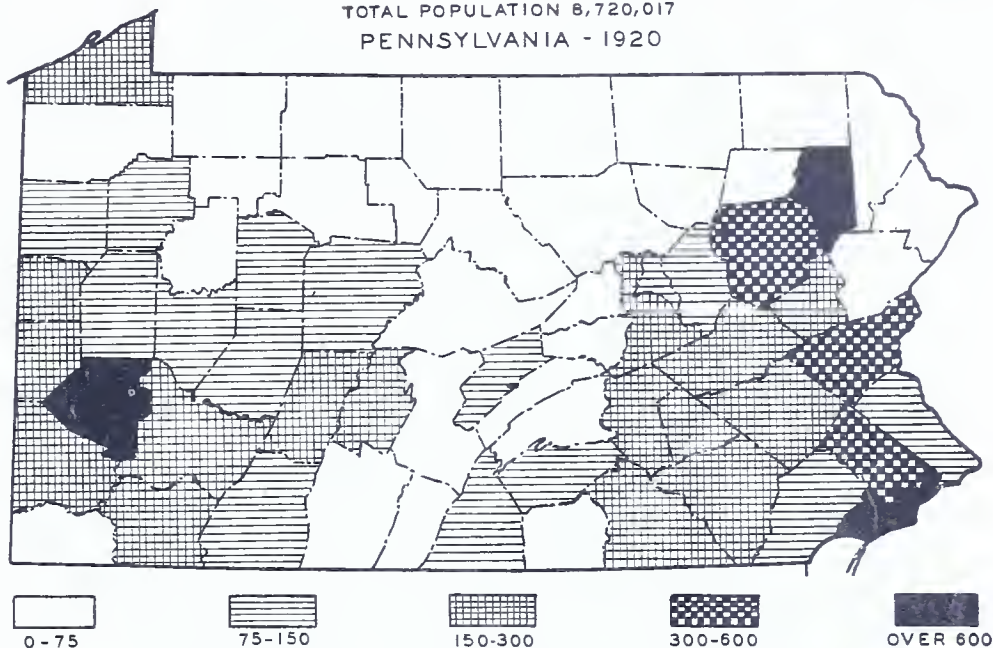 TOTAL POPULATION 8,720,017
PENNSYLVANIA - 1920
0-75
75-150
150-300
300-600
OVER 600